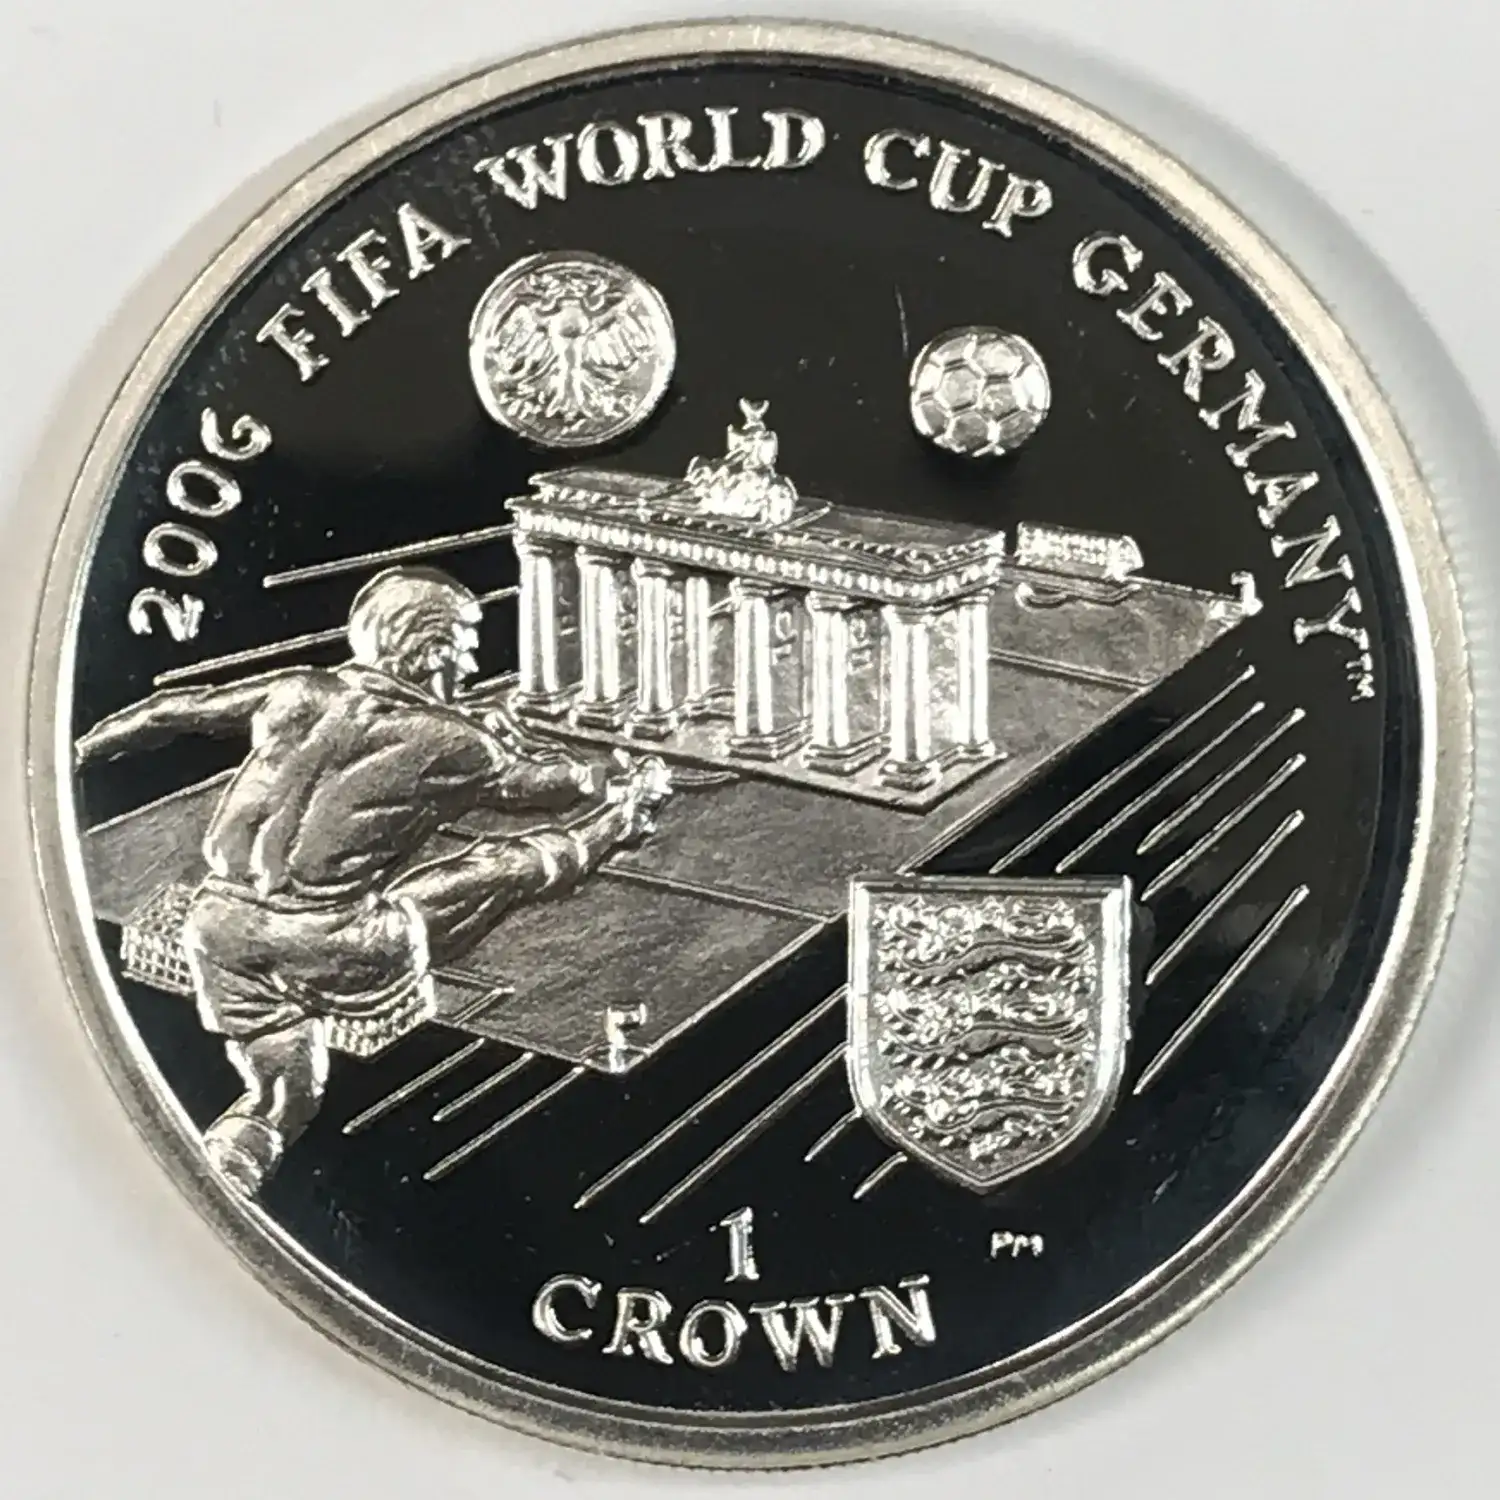 2006 FIFA WORLD CUP GERMANY™
1
CROWN
PM